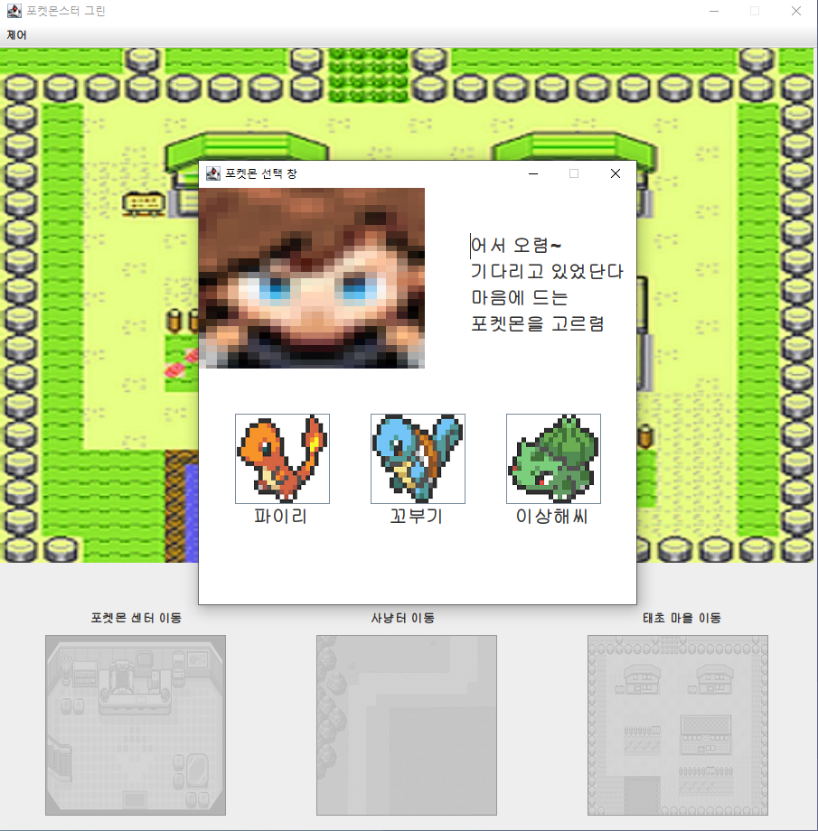 포켓몬스터 그린
제어
포켓몬 선택 창
어서 오렴~
기다리고 있었단다
마음에 드는
포켓몬을 고르렴
파이리
꼬부기
이상해씨
포켓몬 센터 이동
사냥터 이동
태초 마을 이동